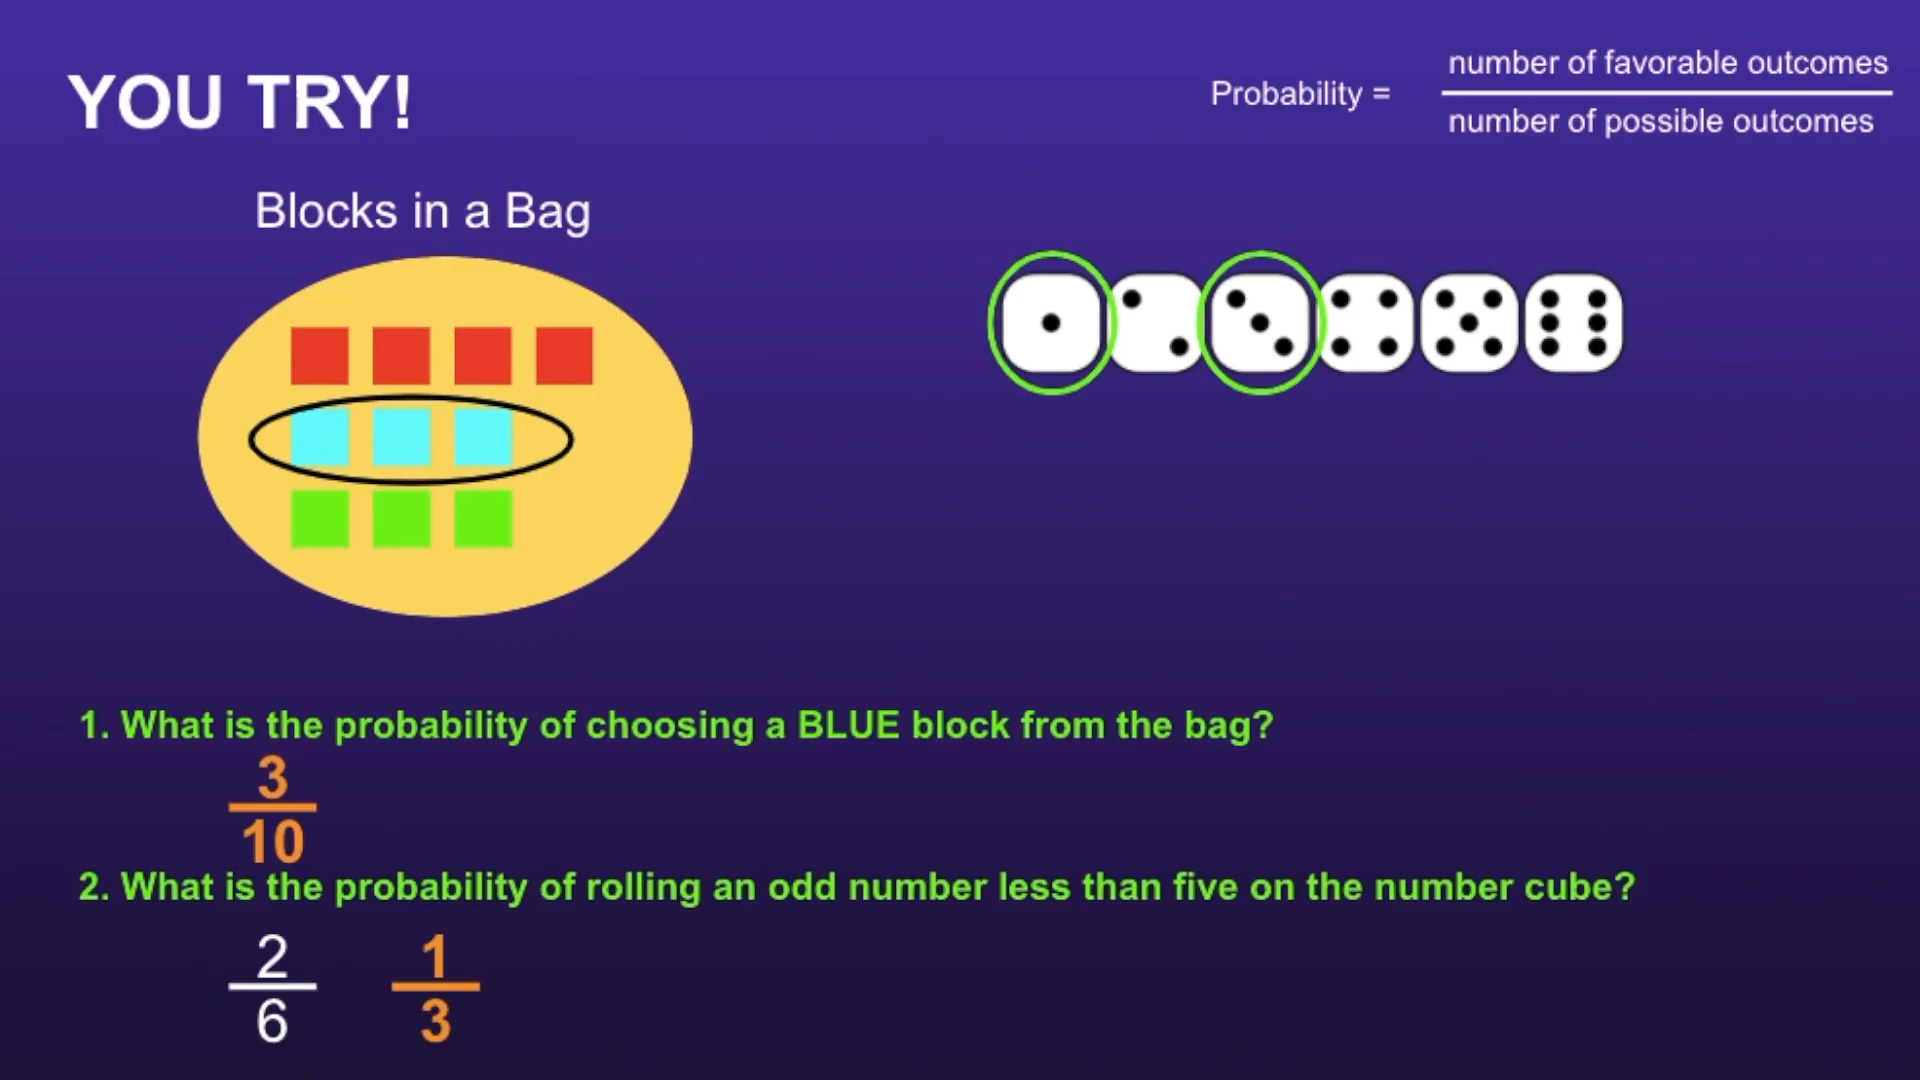 YOU TRY!
Probability =
number of favorable outcomes
number of possible outcomes
Blocks in a Bag
1. What is the probability of choosing a BLUE block from the bag?
3
10
2. What is the probability of rolling an odd number less than five on the number cube?
2 1
6 3